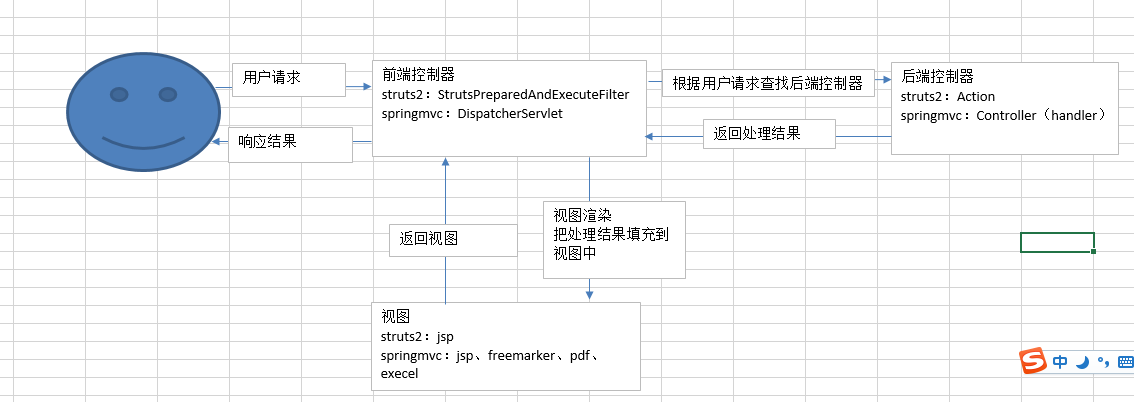 用户请求
响应结果
前端控制器
struts2：StrutsPreparedAndExecuteFilter
springmvc：DispatcherServlet
根据用户请求查找后端控制器
返回处理结果
后端控制器
struts2：Action
springmvc：Controller（handler）
返回视图
视图渲染
把处理结果填充到
视图中
视图
struts2：jsp
springmvc：jsp、freemarker、pdf、
execel
S
中